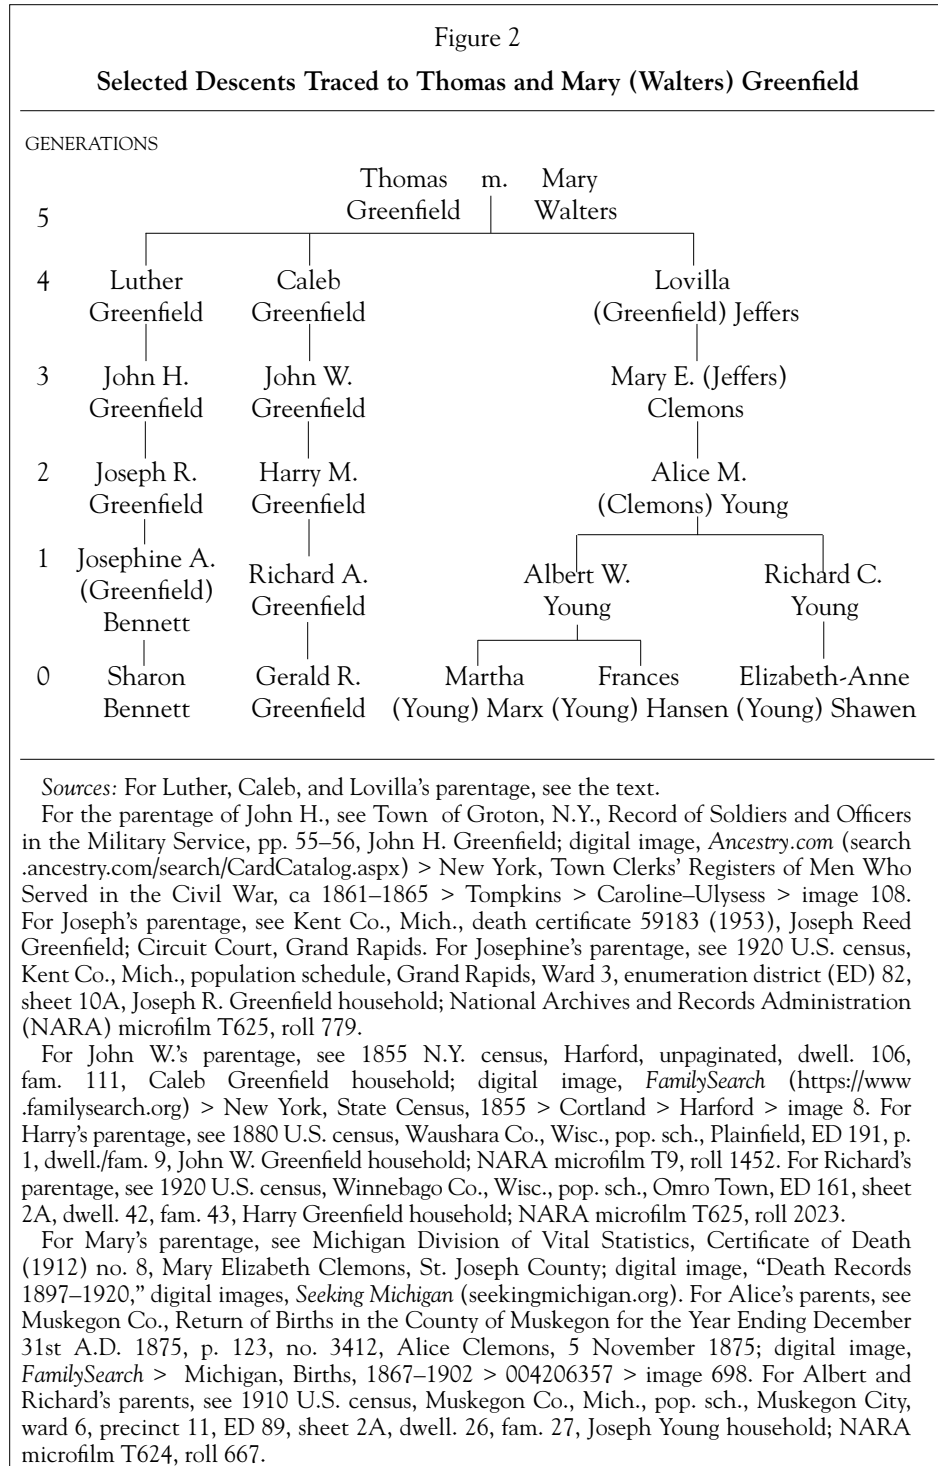 Figure 2
Selected Descents Traced to Thomas and Mary (Walters) Greenfield
GENERATIONS
Thomas m. Mary
Greenfield Walters
5
4 Luther Caleb Lovilla
Greenfield Greenfield (Greenfield) Jeffers
3 John H. John W. Mary E. (Jeffers)
Greenfield Greenfield Clemons
2 Joseph R. Harry M. Alice M.
Greenfield Greenfield (Clemons) Young
1 Josephine A. Richard A. Albert W. Richard C.
(Greenfield) Greenfield Young Young
Bennett
0 Sharon Gerald R. Martha Frances Elizabeth-Anne
Bennett Greenfield (Young) Marx (Young) Hansen (Young) Shawen
Sources: For Luther, Caleb, and Lovilla's parentage, see the text.
For the parentage of John H., see Town of Groton, N.Y., Record of Soldiers and Officers
in the Military Service, pp. 55–56, John H. Greenfield; digital image, Ancestry.com (search
.ancestry.com/search/CardCatalog.aspx) > New York, Town Clerks' Registers of Men Who
Served in the Civil War, ca 1861–1865 > Tompkins > Caroline–Ulysess > image 108.
For Joseph's parentage, see Kent Co., Mich., death certificate 59183 (1953), Joseph Reed
Greenfield; Circuit Court, Grand Rapids. For Josephine's parentage, see 1920 U.S. census,
Kent Co., Mich., population schedule, Grand Rapids, Ward 3, enumeration district (ED) 82,
sheet 10A, Joseph R. Greenfield household; National Archives and Records Administration
(NARA) microfilm T625, roll 779.
For John W.'s parentage, see 1855 N.Y. census, Harford, unpaginated, dwell. 106,
fam. 111, Caleb Greenfield household; digital image, FamilySearch (https://www
.familysearch.org) > New York, State Census, 1855 > Cortland > Harford > image 8. For
Harry's parentage, see 1880 U.S. census, Waushara Co., Wisc., pop. sch., Plainfield, ED 191, p.
1, dwell./fam. 9, John W. Greenfield household; NARA microfilm T9, roll 1452. For Richard's
parentage, see 1920 U.S. census, Winnebago Co., Wisc., pop. sch., Omro Town, ED 161, sheet
2A, dwell. 42, fam. 43, Harry Greenfield household; NARA microfilm T625, roll 2023.
For Mary's parentage, see Michigan Division of Vital Statistics, Certificate of Death
(1912) no. 8, Mary Elizabeth Clemons, St. Joseph County; digital image, “Death Records
1897–1920,” digital images, Seeking Michigan (seekingmichigan.org). For Alice's parents, see
Muskegon Co., Return of Births in the County of Muskegon for the Year Ending December
31st A.D. 1875, p. 123, no. 3412, Alice Clemons, 5 November 1875; digital image,
FamilySearch > Michigan, Births, 1867–1902 > 004206357 > image 698. For Albert and
Richard's parents, see 1910 U.S. census, Muskegon Co., Mich., pop. sch., Muskegon City,
ward 6, precinct 11, ED 89, sheet 2A, dwell. 26, fam. 27, Joseph Young household; NARA
microfilm T624, roll 667.